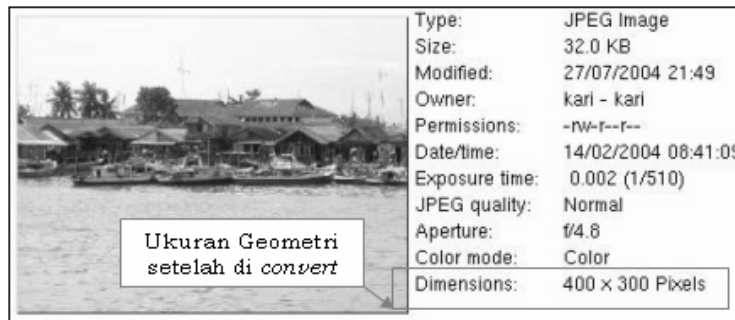 Type: JPEG Image
Size: 32.0 KB
Modified: 27/07/2004 21:49
Owner: kari - kari
Permissions: -rw-r--r--
Date/time: 14/02/2004 08:41:09
Exposure time: 0.002 (1/510)
JPEG quality: Normal
Aperture: f/4.8
Color mode: Color
Dimensions: 400 x 300 Pixels
Ukuran Geometri
setelah di convert